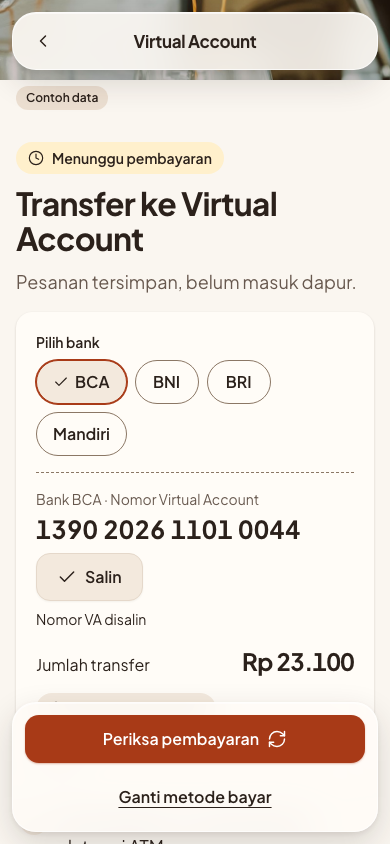 Virtual Account
Contoh data
Menunggu pembayaran
Transfer ke Virtual
Account
Pesanan tersimpan, belum masuk dapur.
Pilih bank
BCA
BNI
BRI
Mandiri
Bank BCA · Nomor Virtual Account
1390 2026 1101 0044
Salin
Nomor VA disalin
Jumlah transfer
Rp 23.100
Periksa pembayaran
Ganti metode bayar
ATM